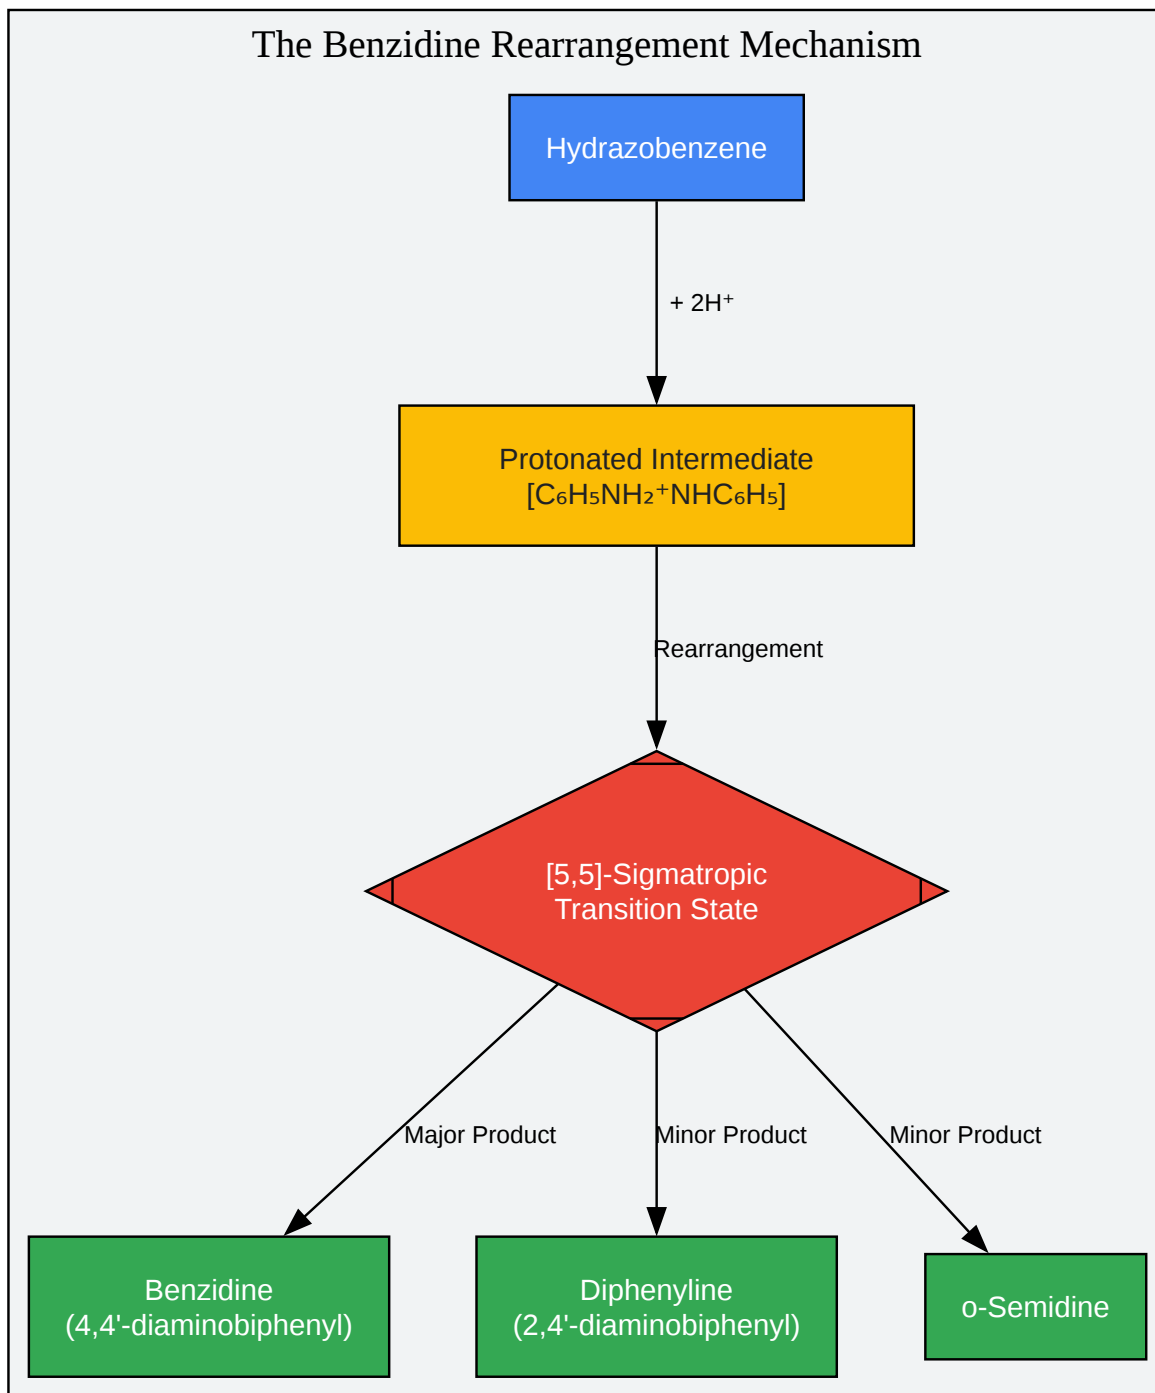 The Benzidine Rearrangement Mechanism
Hydrazobenzene
+ 2H⁺
Protonated Intermediate
[C₆H₅NH₂⁺NHC₆H₅]
Rearrangement
[5,5]-Sigmatropic
Transition State
Major Product
Minor Product
Minor Product
Benzidine
(4,4'-diaminobiphenyl)
Diphenyline
(2,4'-diaminobiphenyl)
o-Semidine